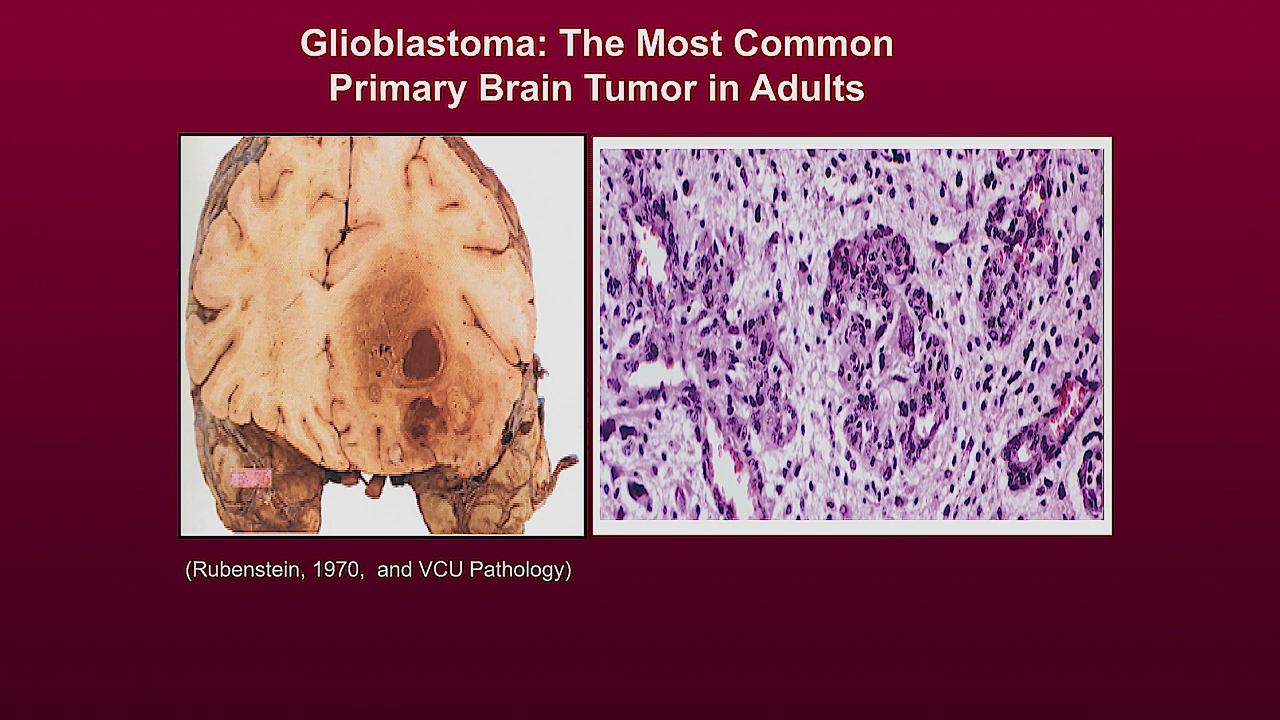 Glioblastoma: The Most Common
Primary Brain Tumor in Adults
(Rubenstein, 1970,  and VCU Pathology)